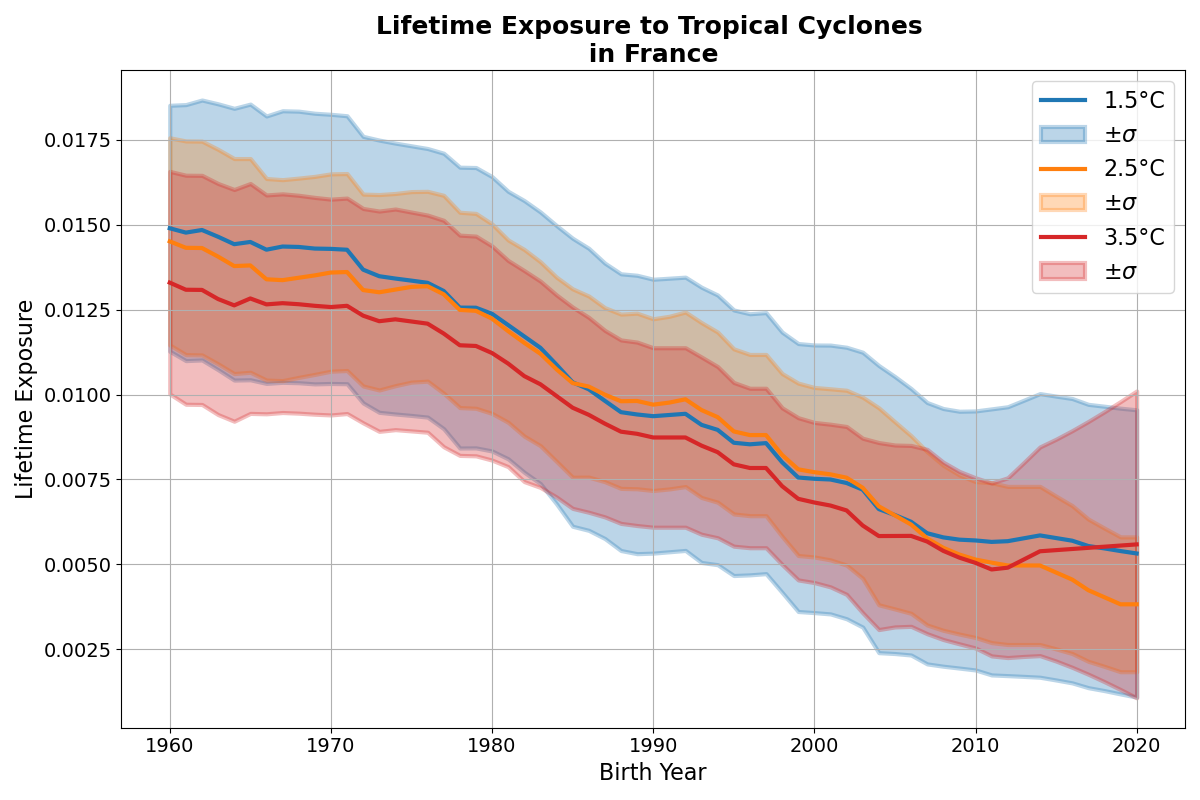 Lifetime Exposure to Tropical Cyclones
in France
Lifetime Exposure
0.0175
0.0150
0.0125
0.0100
0.0075
0.0050
0.0025
1.5°C
±σ
2.5°C
±σ
3.5°C
±σ
1960 1970 1980 1990 2000 2010 2020
Birth Year